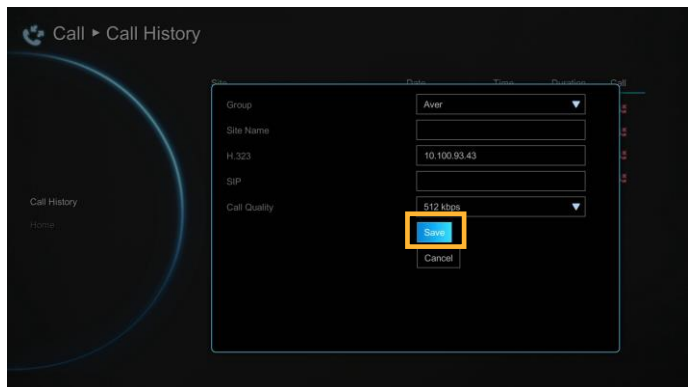 Call ▸ Call History
Site Date Time Duration Call
Group Aver
Site Name
H.323 10.100.93.43
SIP
Call Quality 512 kbps
Call History
Save
Home
Cancel